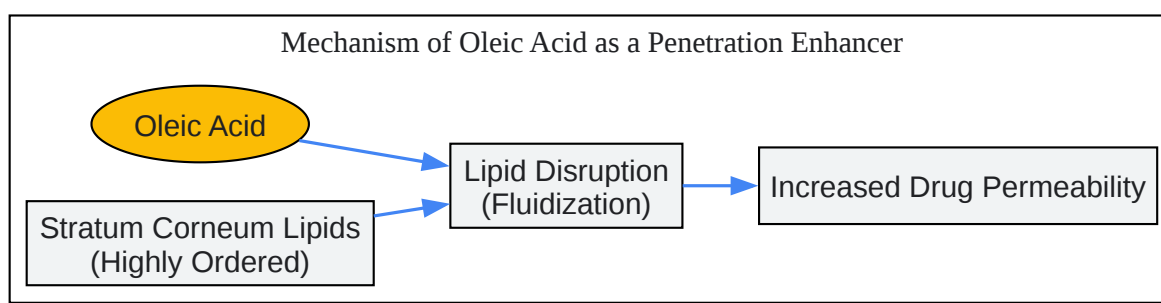 Mechanism of Oleic Acid as a Penetration Enhancer
Oleic Acid
Stratum Corneum Lipids
(Highly Ordered)
Lipid Disruption
(Fluidization)
Increased Drug Permeability